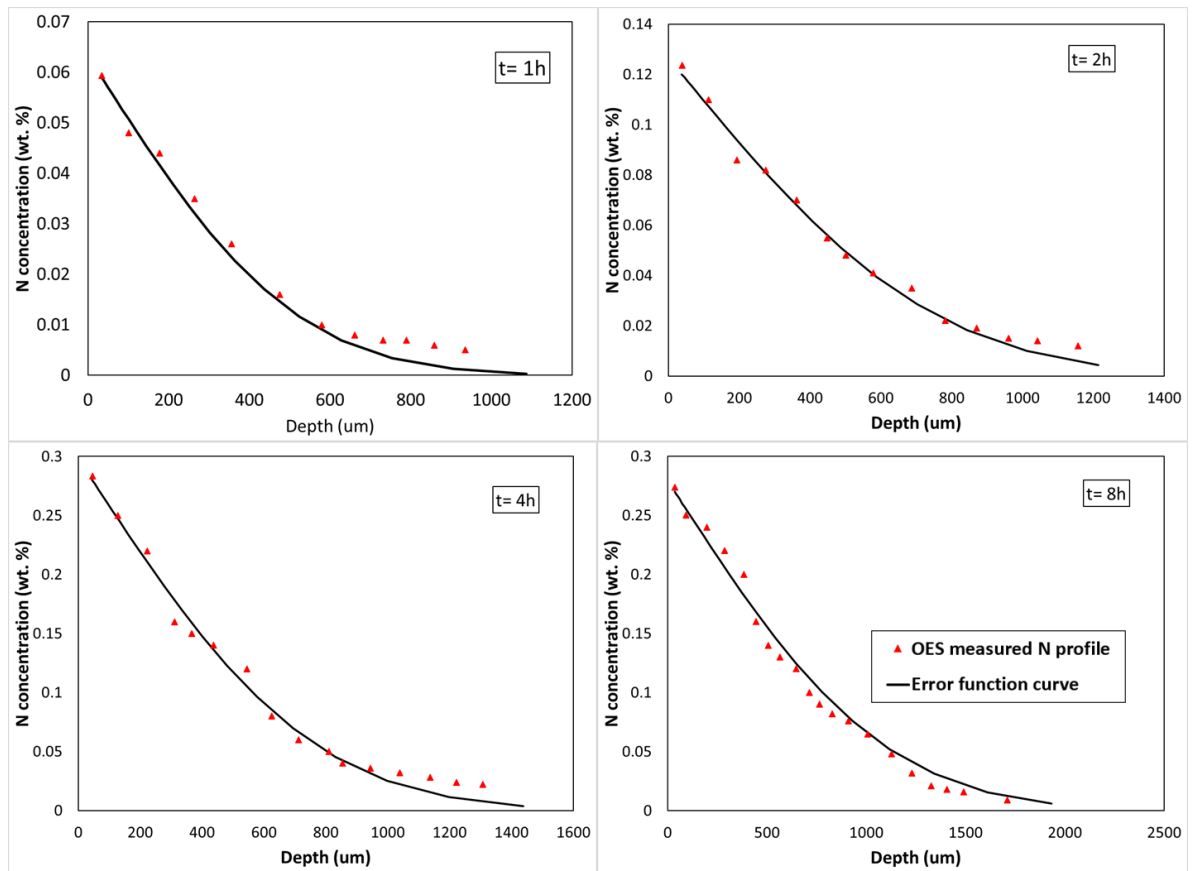 0.07
0.06
0.05
0.04
0.03
0.02
0.01
0
N concentration (wt. %)
t= 1h
0 200 400 600 800 1000 1200
Depth (um)
0.14
0.12
0.1
0.08
0.06
0.04
0.02
0
N concentration (wt. %)
t= 2h
0 200 400 600 800 1000 1200 1400
Depth (um)
0.3
0.25
0.2
0.15
0.1
0.05
0
N concentration (wt. %)
t= 4h
0 200 400 600 800 1000 1200 1400 1600
Depth (um)
0.3
0.25
0.2
0.15
0.1
0.05
0
N concentration (wt. %)
t= 8h
OES measured N profile
Error function curve
0 500 1000 1500 2000 2500
Depth (um)